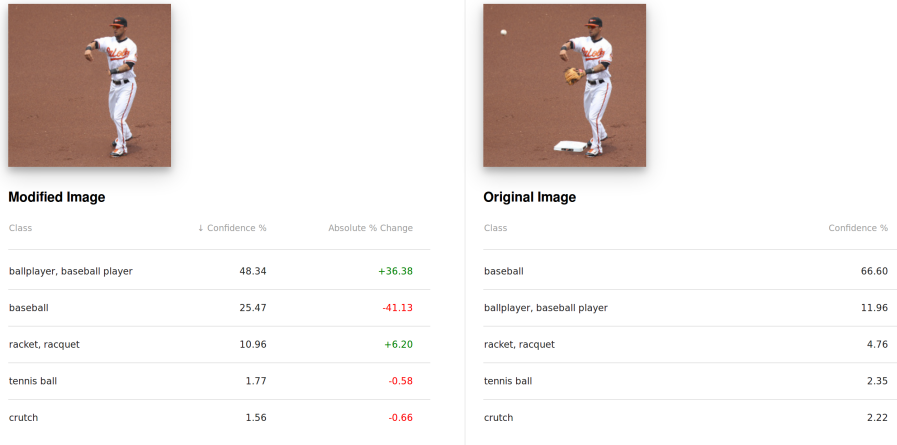 Modified Image
Class ↓ Confidence % Absolute % Change
ballplayer, baseball player 48.34 +36.38
baseball 25.47 -41.13
racket, racquet 10.96 +6.20
tennis ball 1.77 -0.58
crutch 1.56 -0.66
Original Image
Class Confidence %
baseball 66.60
ballplayer, baseball player 11.96
racket, racquet 4.76
tennis ball 2.35
crutch 2.22